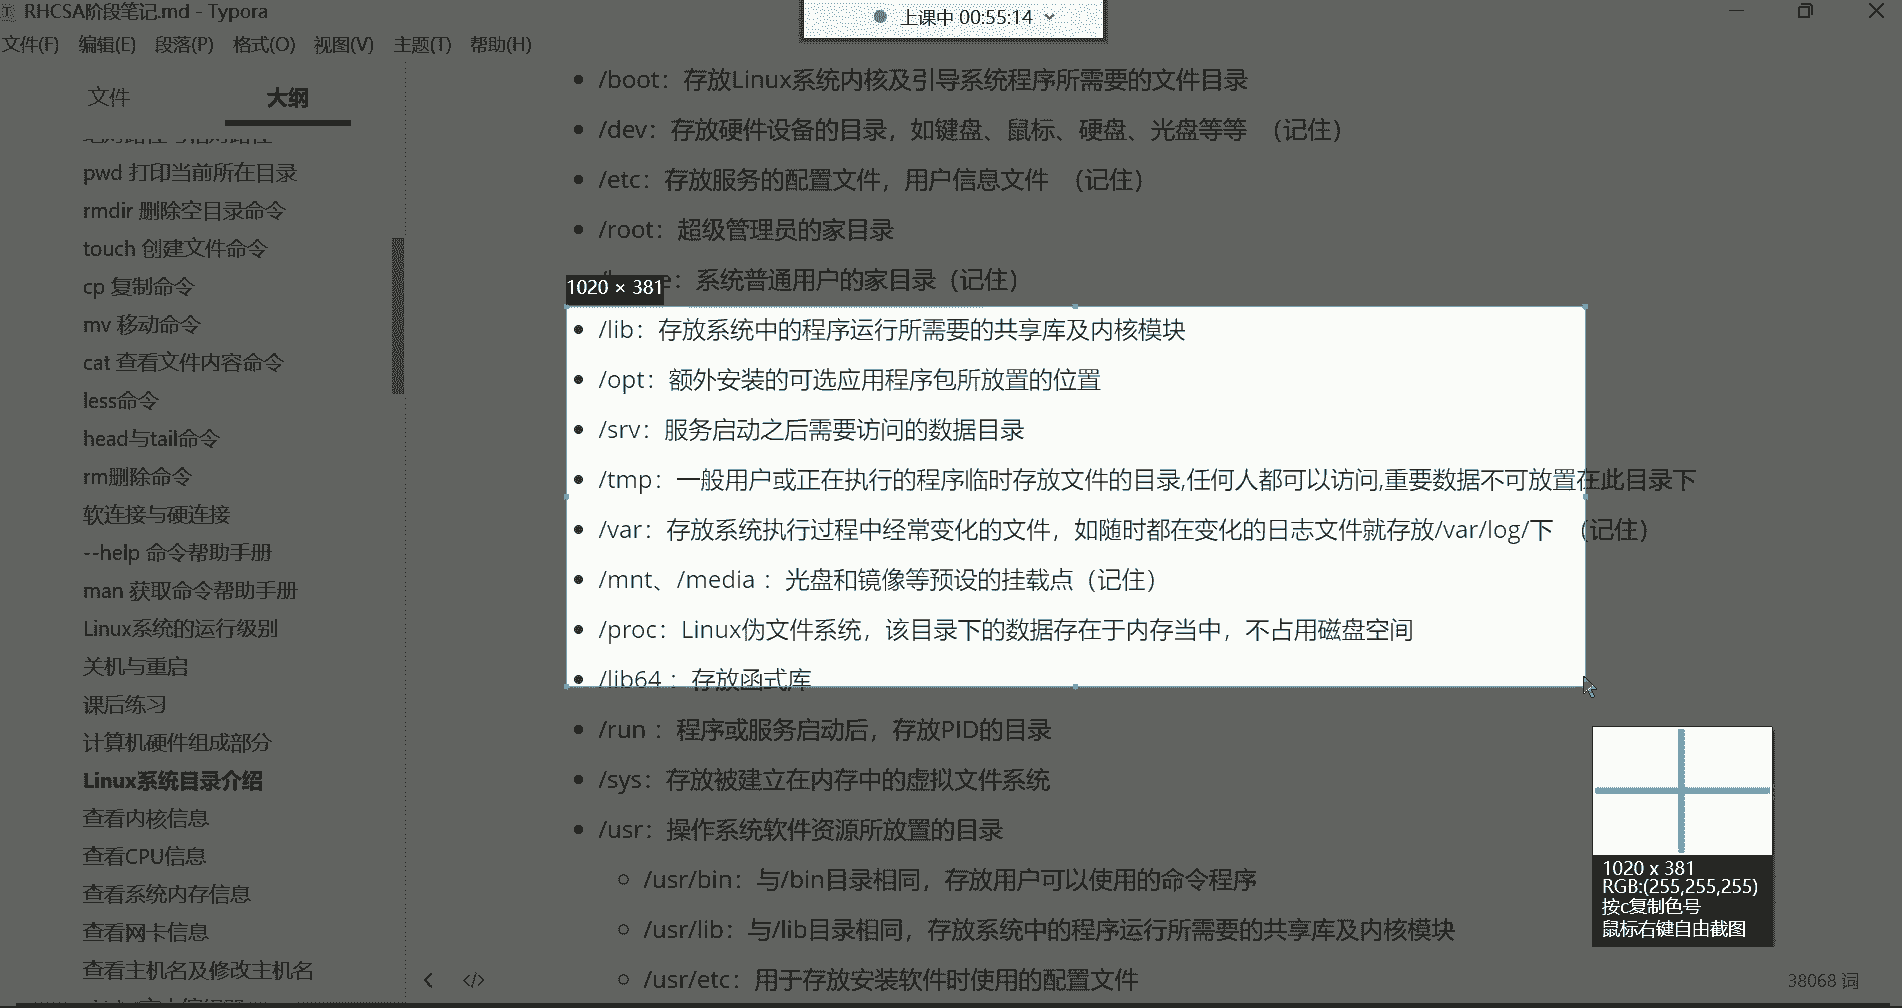 RHCSA阶段笔记.md - Typora
上课中 00:55:14
文件(F) 编辑(E) 段落(P) 格式(O) 视图(V) 主题(T) 帮助(H)
文件 大纲
pwd 打印当前所在目录
rmdir 删除空目录命令
touch 创建文件命令
cp 复制命令
mv 移动命令
cat 查看文件内容命令
less命令
head与tail命令
rm删除命令
软连接与硬连接
--help 命令帮助手册
man 获取命令帮助手册
Linux系统的运行级别
关机与重启
课后练习
计算机硬件组成部分
Linux系统目录介绍
查看内核信息
查看CPU信息
查看系统内存信息
查看网卡信息
查看主机名及修改主机名
/boot：存放Linux系统内核及引导系统程序所需要的文件目录
/dev：存放硬件设备的目录，如键盘、鼠标、硬盘、光盘等等 （记住）
/etc：存放服务的配置文件，用户信息文件 （记住）
/root：超级管理员的家目录
：系统普通用户的家目录（记住）
1020 × 381
/lib：存放系统中的程序运行所需要的共享库及内核模块
/opt：额外安装的可选应用程序包所放置的位置
/srv：服务启动之后需要访问的数据目录
/tmp：一般用户或正在执行的程序临时存放文件的目录,任何人都可以访问,重要数据不可放置在此目录下
/var：存放系统执行过程中经常变化的文件，如随时都在变化的日志文件就存放/var/log/下 （记住）
/mnt、/media ：光盘和镜像等预设的挂载点（记住）
/proc：Linux伪文件系统，该目录下的数据存在于内存当中，不占用磁盘空间
/lib64 ：存放函式库
/run ：程序或服务启动后，存放PID的目录
/sys：存放被建立在内存中的虚拟文件系统
/usr：操作系统软件资源所放置的目录
/usr/bin：与/bin目录相同，存放用户可以使用的命令程序
/usr/lib：与/lib目录相同，存放系统中的程序运行所需要的共享库及内核模块
/usr/etc：用于存放安装软件时使用的配置文件
1020 x 381
RGB:(255,255,255)
按c复制色号
鼠标右键自由截图
38068 词